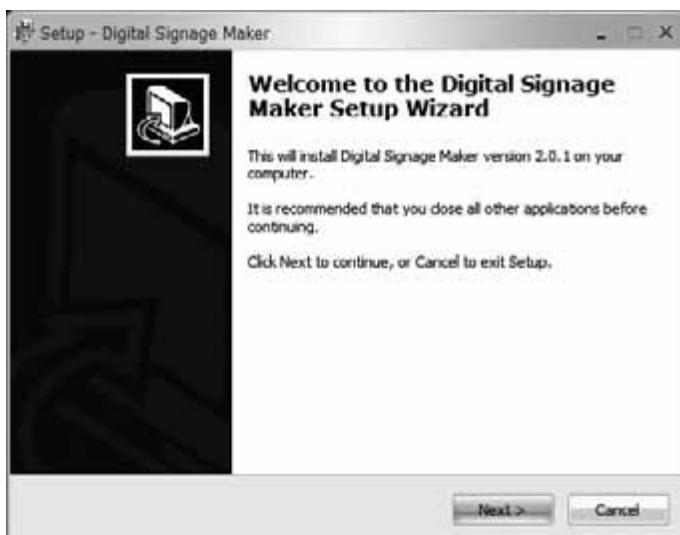 Setup - Digital Signage Maker
Welcome to the Digital Signage
Maker Setup Wizard
This will install Digital Signage Maker version 2.0.1 on your
computer.
It is recommended that you close all other applications before
continuing.
Click Next to continue, or Cancel to exit Setup.
Next >
Cancel